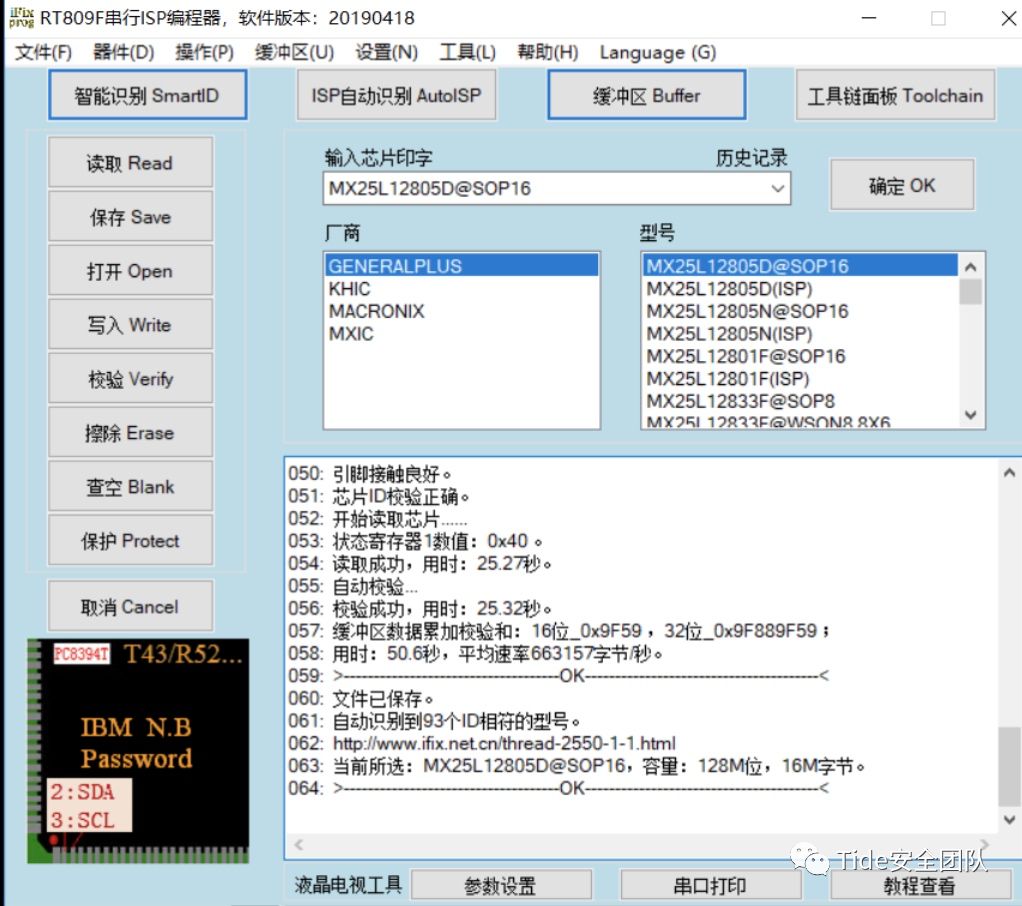 iFix prog RT809F串行ISP编程器，软件版本：20190418
文件(F) 器件(D) 操作(P) 缓冲区(U) 设置(N) 工具(L) 帮助(H) Language (G)
智能识别 SmartID ISP自动识别 AutoISP 缓冲区 Buffer 工具链面板 Toolchain
读取 Read
保存 Save
打开 Open
写入 Write
校验 Verify
擦除 Erase
查空 Blank
保护 Protect
取消 Cancel
输入芯片印字 历史记录
MX25L12805D@SOP16 确定 OK
厂商
GENERALPLUS
KHIC
MACRONIX
MXIC
型号
MX25L12805D@SOP16
MX25L12805D(ISP)
MX25L12805N@SOP16
MX25L12805N(ISP)
MX25L12801F@SOP16
MX25L12801F(ISP)
MX25L12833F@SOP8
MX25L12833F@WSON8 8X6
050: 引脚接触良好。
051: 芯片ID校验正确。
052: 开始读取芯片......
053: 状态寄存器1数值：0x40 。
054: 读取成功，用时：25.27秒。
055: 自动校验...
056: 校验成功，用时：25.32秒。
057: 缓冲区数据累加校验和：16位_0x9F59 ，32位_0x9F889F59 ；
058: 用时：50.6秒，平均速率663157字节/秒。
059: >-----------------------------------OK--------------------------------------<
060: 文件已保存。
061: 自动识别到93个ID相符的型号。
062: http://www.ifix.net.cn/thread-2550-1-1.html
063: 当前所选：MX25L12805D@SOP16，容量：128M位，16M字节。
064: >-----------------------------------OK--------------------------------------<
PC8394T T43/R52...
IBM N.B
Password
2:SDA
3:SCL
Tide安全团队
液晶电视工具 参数设置 串口打印 教程查看